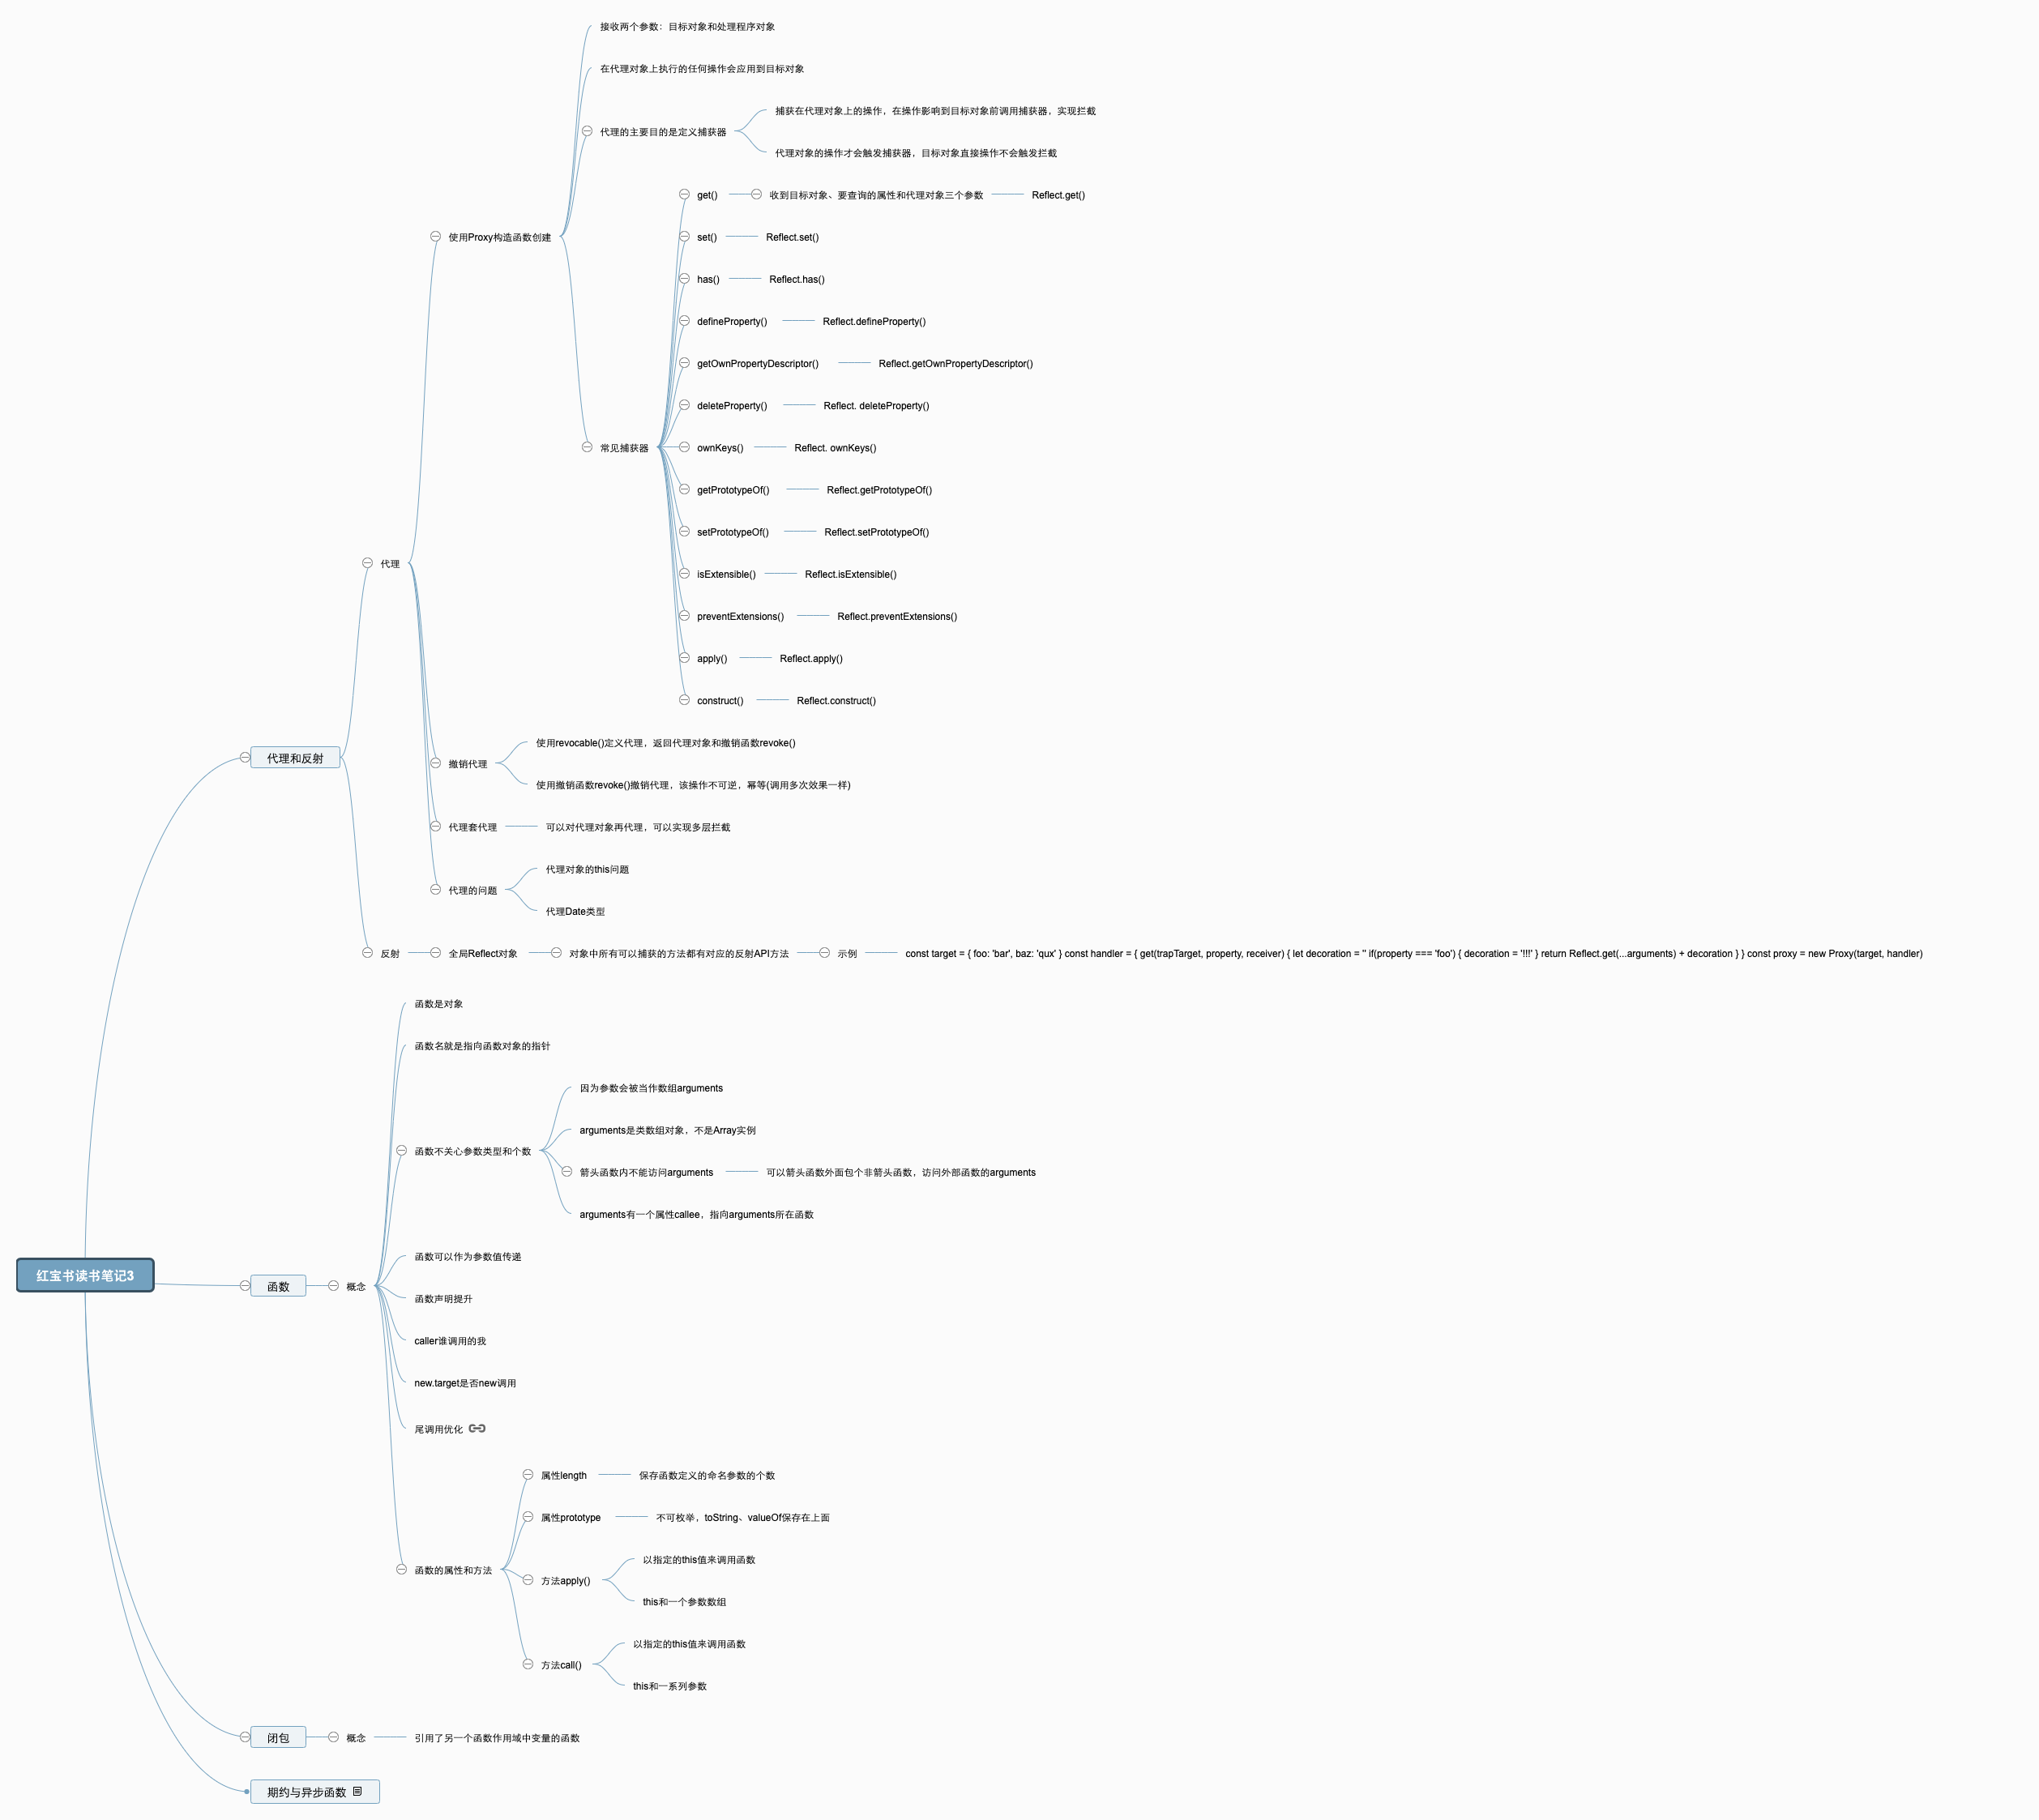 接收两个参数：目标对象和处理程序对象
在代理对象上执行的任何操作会应用到目标对象
代理的主要目的是定义捕获器
捕获在代理对象上的操作，在操作影响到目标对象前调用捕获器，实现拦截
代理对象的操作才会触发捕获器，目标对象直接操作不会触发拦截
使用Proxy构造函数创建
get() 收到目标对象、要查询的属性和代理对象三个参数 Reflect.get()
set() Reflect.set()
has() Reflect.has()
defineProperty() Reflect.defineProperty()
getOwnPropertyDescriptor() Reflect.getOwnPropertyDescriptor()
deleteProperty() Reflect. deleteProperty()
常见捕获器
ownKeys() Reflect. ownKeys()
getPrototypeOf() Reflect.getPrototypeOf()
setPrototypeOf() Reflect.setPrototypeOf()
代理
isExtensible() Reflect.isExtensible()
preventExtensions() Reflect.preventExtensions()
apply() Reflect.apply()
construct() Reflect.construct()
代理和反射
撤销代理
使用revocable()定义代理，返回代理对象和撤销函数revoke()
使用撤销函数revoke()撤销代理，该操作不可逆，幂等(调用多次效果一样)
代理套代理 可以对代理对象再代理，可以实现多层拦截
代理的问题
代理对象的this问题
代理Date类型
反射 全局Reflect对象 对象中所有可以捕获的方法都有对应的反射API方法 示例 const target = { foo: 'bar', baz: 'qux' } const handler = { get(trapTarget, property, receiver) { let decoration = '' if(property === 'foo') { decoration = '!!!' } return Reflect.get(...arguments) + decoration } } const proxy = new Proxy(target, handler)
函数是对象
函数名就是指向函数对象的指针
函数不关心参数类型和个数
因为参数会被当作数组arguments
arguments是类数组对象，不是Array实例
箭头函数内不能访问arguments 可以箭头函数外面包个非箭头函数，访问外部函数的arguments
arguments有一个属性callee，指向arguments所在函数
函数可以作为参数值传递
红宝书读书笔记3
函数 概念
函数声明提升
caller谁调用的我
new.target是否new调用
尾调用优化
函数的属性和方法
属性length 保存函数定义的命名参数的个数
属性prototype 不可枚举，toString、valueOf保存在上面
方法apply()
以指定的this值来调用函数
this和一个参数数组
方法call()
以指定的this值来调用函数
this和一系列参数
闭包 概念 引用了另一个函数作用域中变量的函数
期约与异步函数